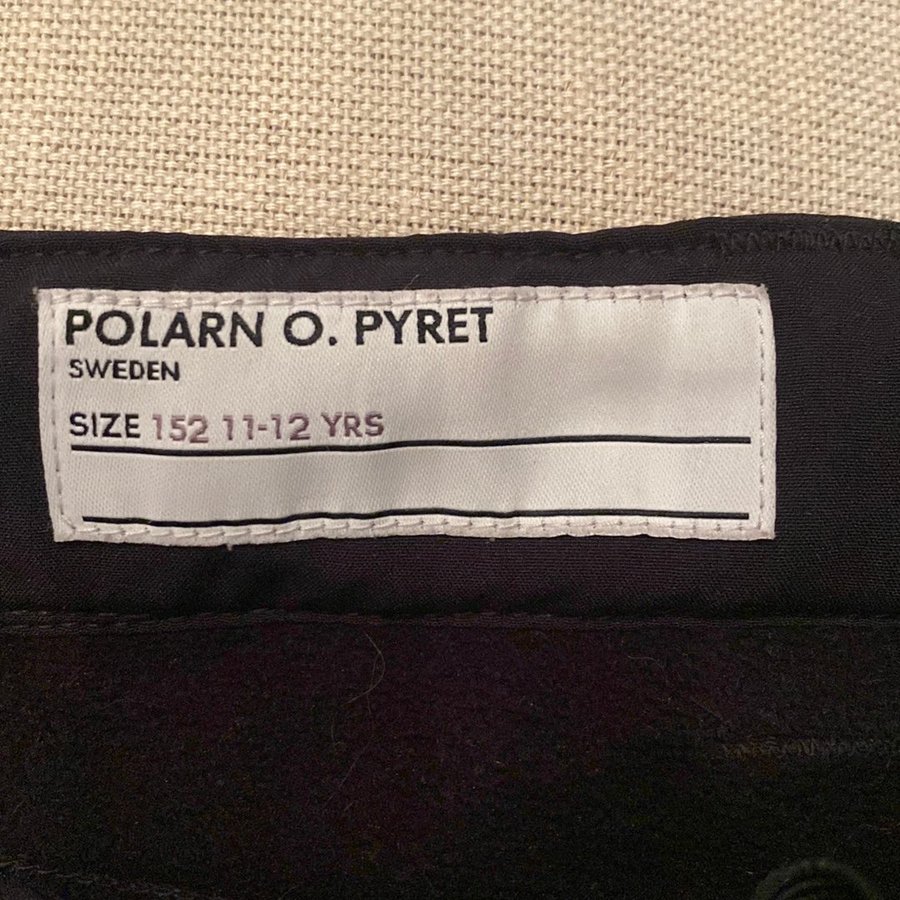 POLARN O. PYRET
SWEDEN
SIZE 152 11-12 YRS